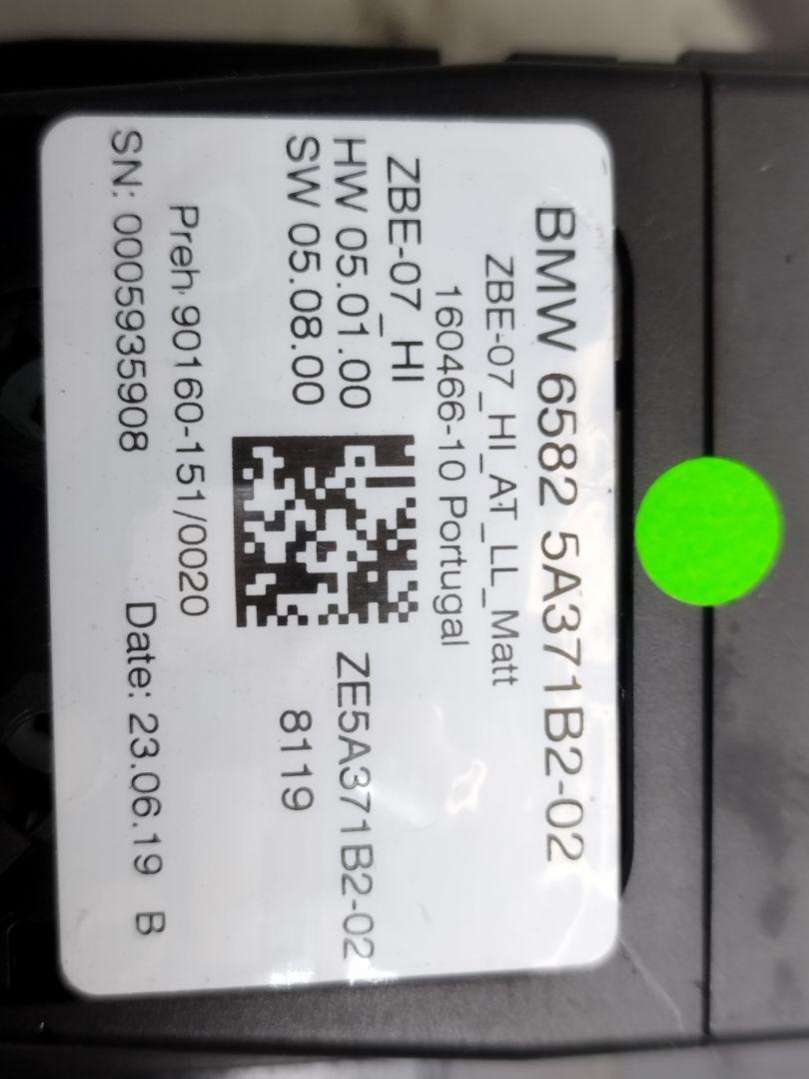 BMW 6582 5A371B2-02
ZBE-07_HI_AT_LL_Matt
160466-10 Portugal
ZBE-07_HI
HW 05.01.00
SW 05.08.00
ZE5A371B2-02
8119
Preh 90160-151/0020
SN: 0005935908
Date: 23.06.19 B